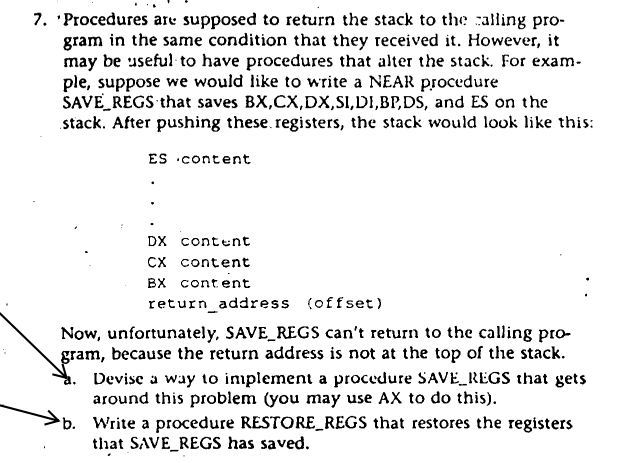 7. Procedures are supposed to return the stack to the calling pro-
gram in the same condition that they received it. However, it
may be useful to have procedures that alter the stack. For exam-
ple, suppose we would like to write a NEAR procedure
SAVE_REGS that saves BX,CX,DX,SI,DI,BP,DS, and ES on the
stack. After pushing these registers, the stack would look like this:
ES content
.
.
.
DX content
CX content
BX content
return_address (offset)
Now, unfortunately, SAVE_REGS can't return to the calling pro-
gram, because the return address is not at the top of the stack.
a. Devise a way to implement a procedure SAVE_REGS that gets
around this problem (you may use AX to do this).
b. Write a procedure RESTORE_REGS that restores the registers
that SAVE_REGS has saved.